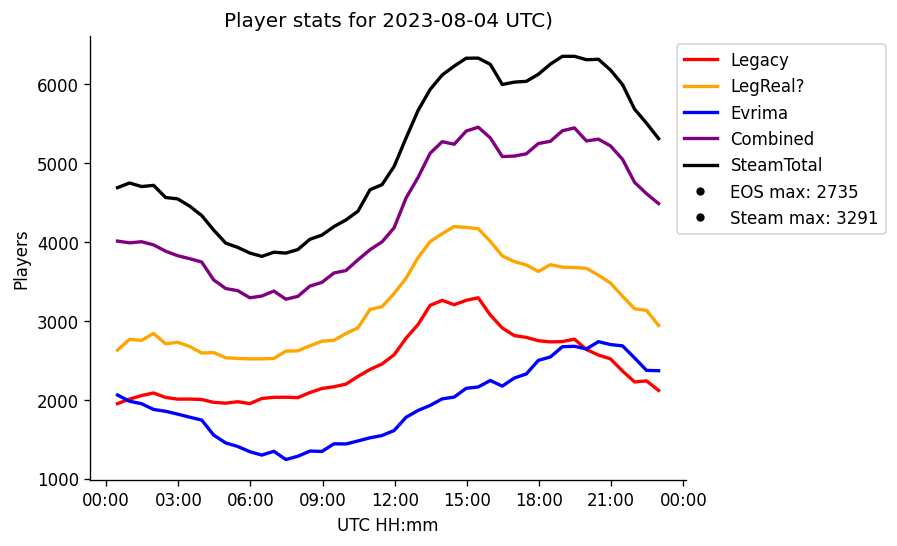 Player stats for 2023-08-04 UTC)
Players
6000
5000
4000
3000
2000
1000
00:00 03:00 06:00 09:00 12:00 15:00 18:00 21:00 00:00
UTC HH:mm
Legacy
LegReal?
Evrima
Combined
SteamTotal
EOS max: 2735
Steam max: 3291